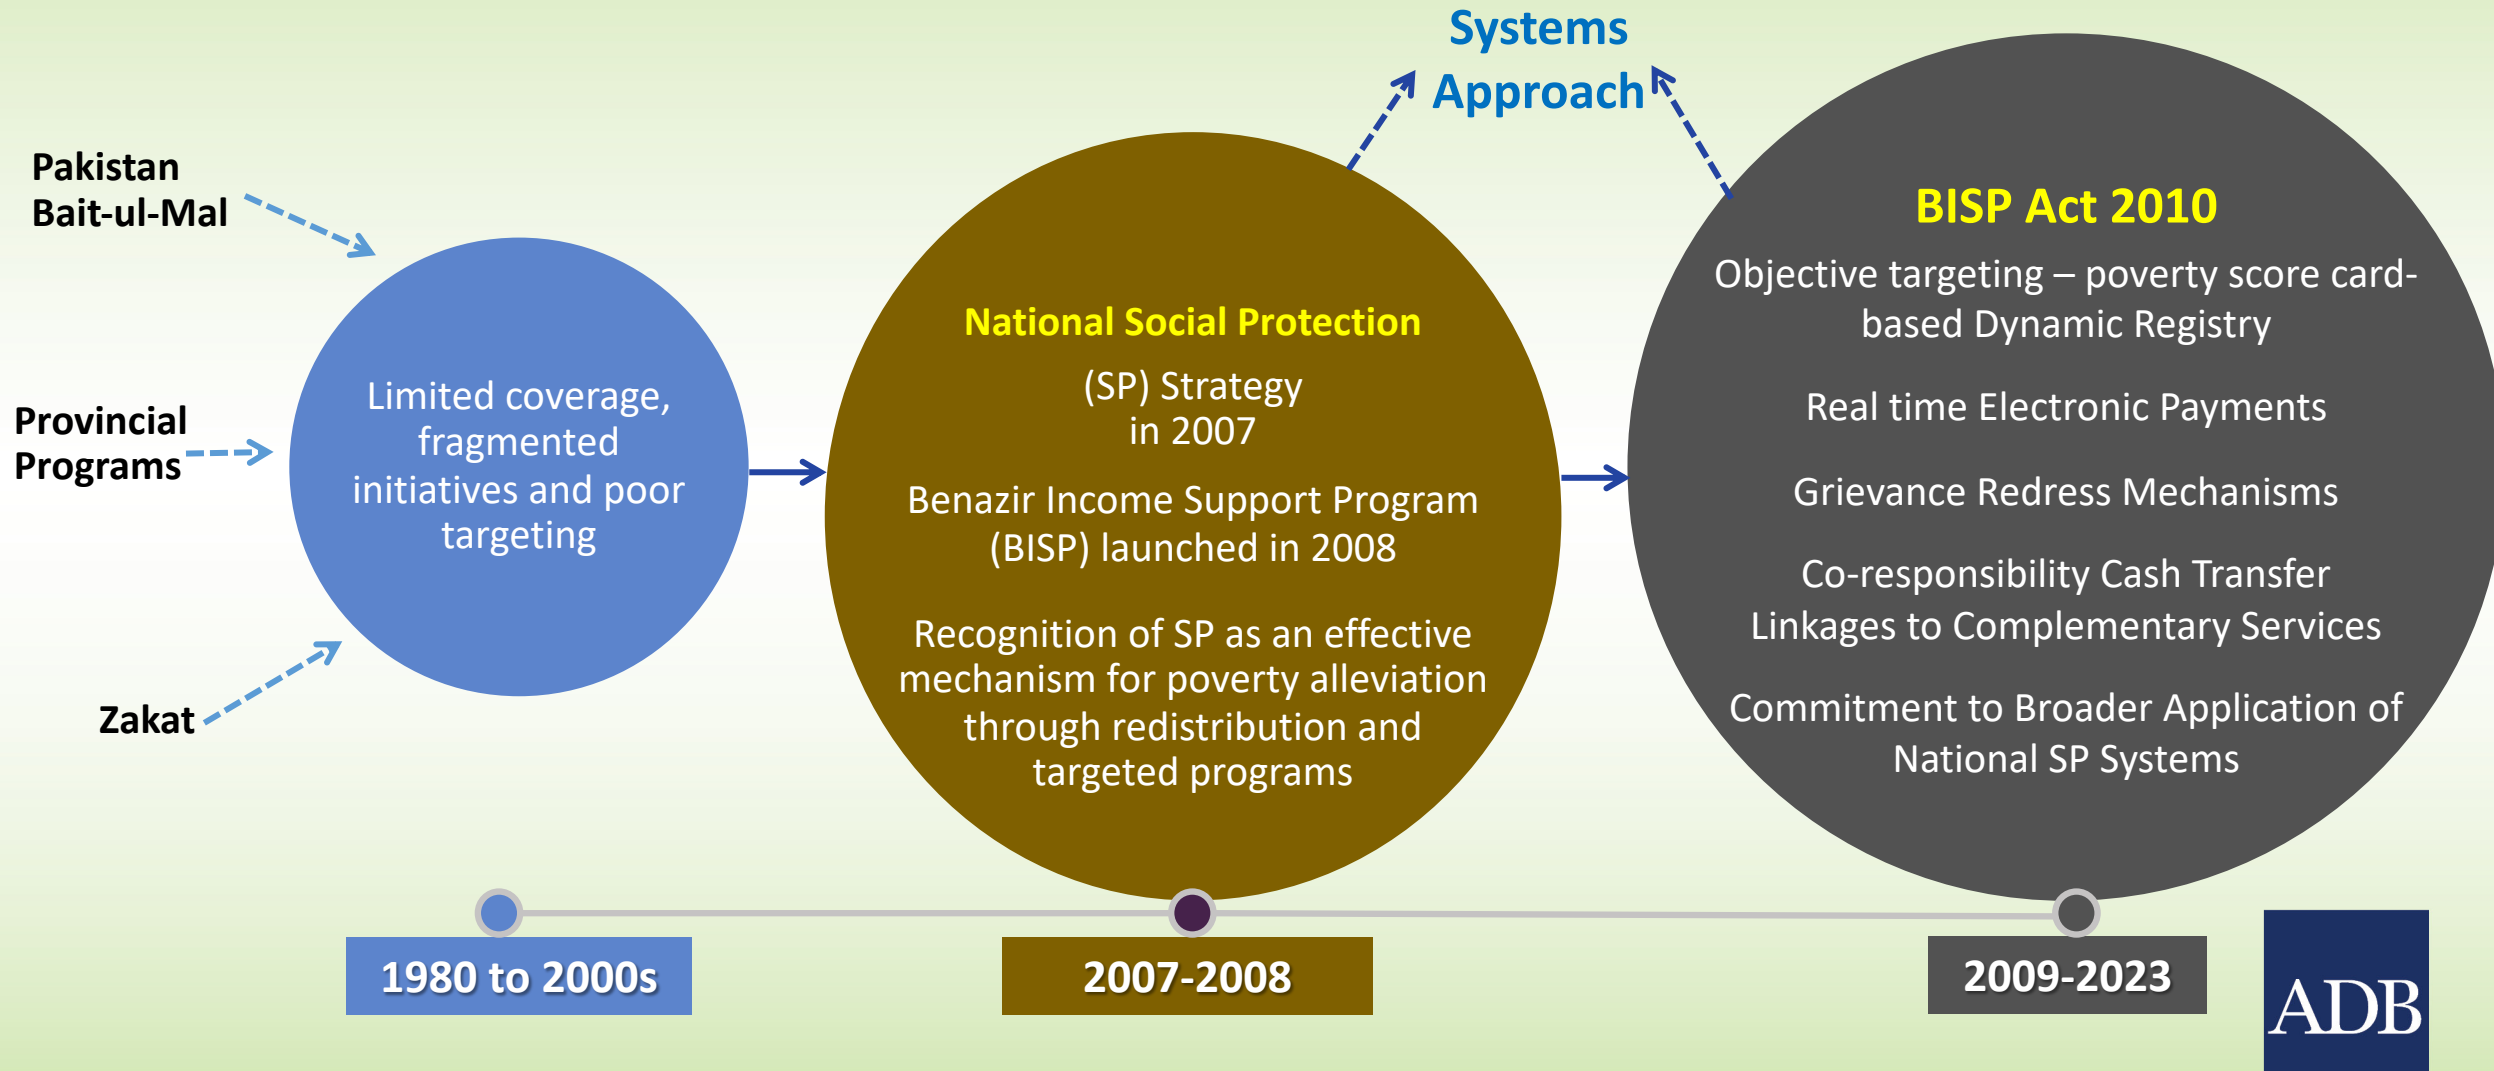 Systems
Approach
Pakistan
Bait-ul-Mal
Provincial
Programs
Zakat
Limited coverage,
fragmented
initiatives and poor
targeting
National Social Protection
(SP) Strategy
in 2007
Benazir Income Support Program
(BISP) launched in 2008
Recognition of SP as an effective
mechanism for poverty alleviation
through redistribution and
targeted programs
BISP Act 2010
Objective targeting – poverty score card-
based Dynamic Registry
Real time Electronic Payments
Grievance Redress Mechanisms
Co-responsibility Cash Transfer
Linkages to Complementary Services
Commitment to Broader Application of
National SP Systems
1980 to 2000s
2007-2008
2009-2023
ADB